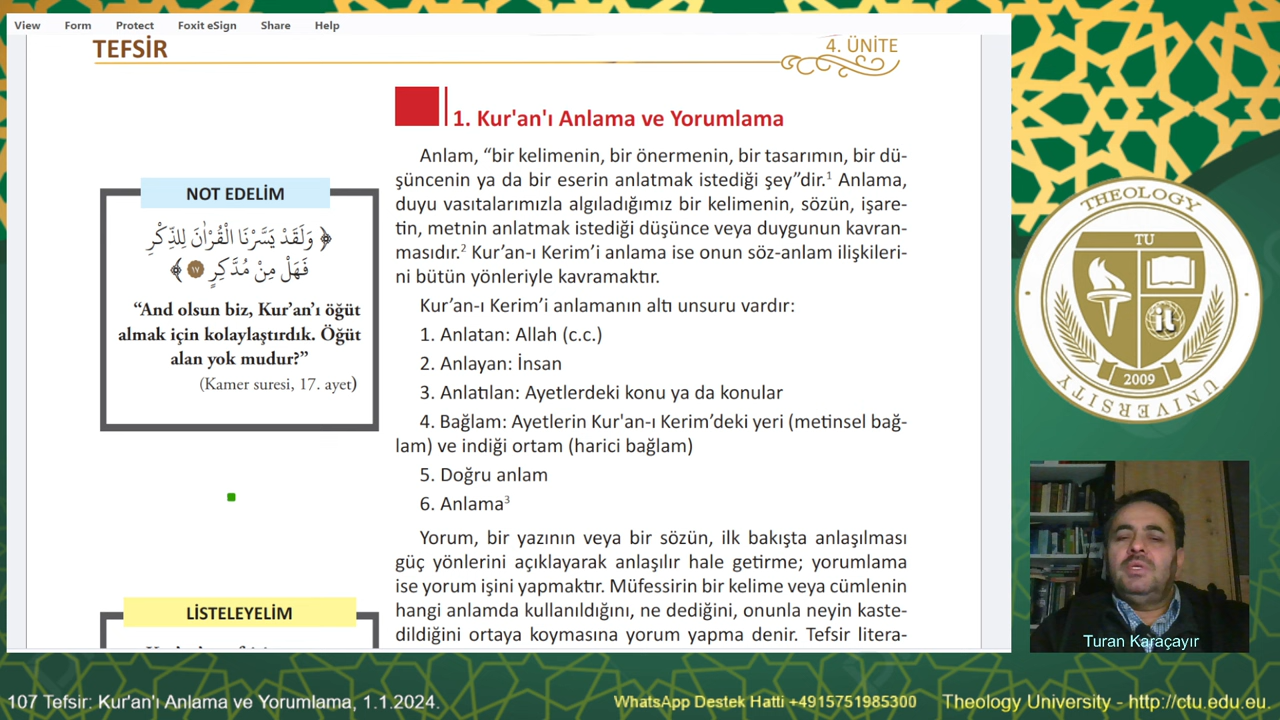 View Form Protect Foxit eSign Share Help
TEFSİR
4. ÜNİTE
NOT EDELİM
﴿ وَلَقَدْ يَسَّرْنَا الْقُرْاٰنَ لِلذِّكْرِ
فَهَلْ مِنْ مُدَّكِرٍ ١٧ ﴾
“And olsun biz, Kur’an’ı öğüt
almak için kolaylaştırdık. Öğüt
alan yok mudur?”
(Kamer suresi, 17. ayet)
LİSTELEYELİM
1. Kur'an'ı Anlama ve Yorumlama
Anlam, “bir kelimenin, bir önermenin, bir tasarımın, bir dü-
şüncenin ya da bir eserin anlatmak istediği şey”dir.1 Anlama,
duyu vasıtalarımızla algıladığımız bir kelimenin, sözün, işare-
tin, metnin anlatmak istediği düşünce veya duygunun kavran-
masıdır.2 Kur’an-ı Kerim’i anlama ise onun söz-anlam ilişkileri-
ni bütün yönleriyle kavramaktır.
Kur’an-ı Kerim’i anlamanın altı unsuru vardır:
1. Anlatan: Allah (c.c.)
2. Anlayan: İnsan
3. Anlatılan: Ayetlerdeki konu ya da konular
4. Bağlam: Ayetlerin Kur'an-ı Kerim’deki yeri (metinsel bağ-
lam) ve indiği ortam (harici bağlam)
5. Doğru anlam
6. Anlama3
Yorum, bir yazının veya bir sözün, ilk bakışta anlaşılması
güç yönlerini açıklayarak anlaşılır hale getirme; yorumlama
ise yorum işini yapmaktır. Müfessirin bir kelime veya cümlenin
hangi anlamda kullanıldığını, ne dediğini, onunla neyin kaste-
dildiğini ortaya koymasına yorum yapma denir. Tefsir litera-
THEOLOGY
TU
2009
UNIVERSITY
Turan Karaçayır
107 Tefsir: Kur'an'ı Anlama ve Yorumlama, 1.1.2024.
WhatsApp Destek Hatti +4915751985300
Theology University - http://ctu.edu.eu.